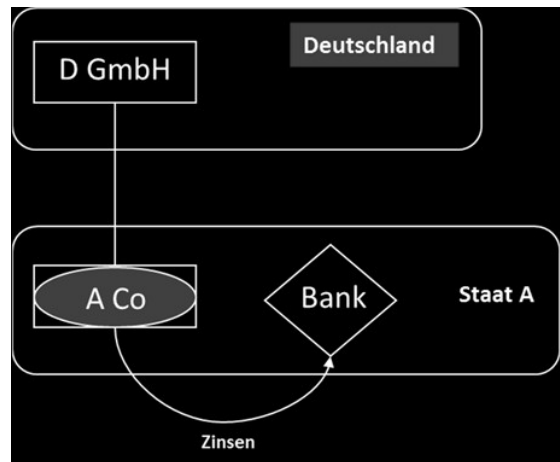 Deutschland
D GmbH
A Co
Bank
Staat A
Zinsen